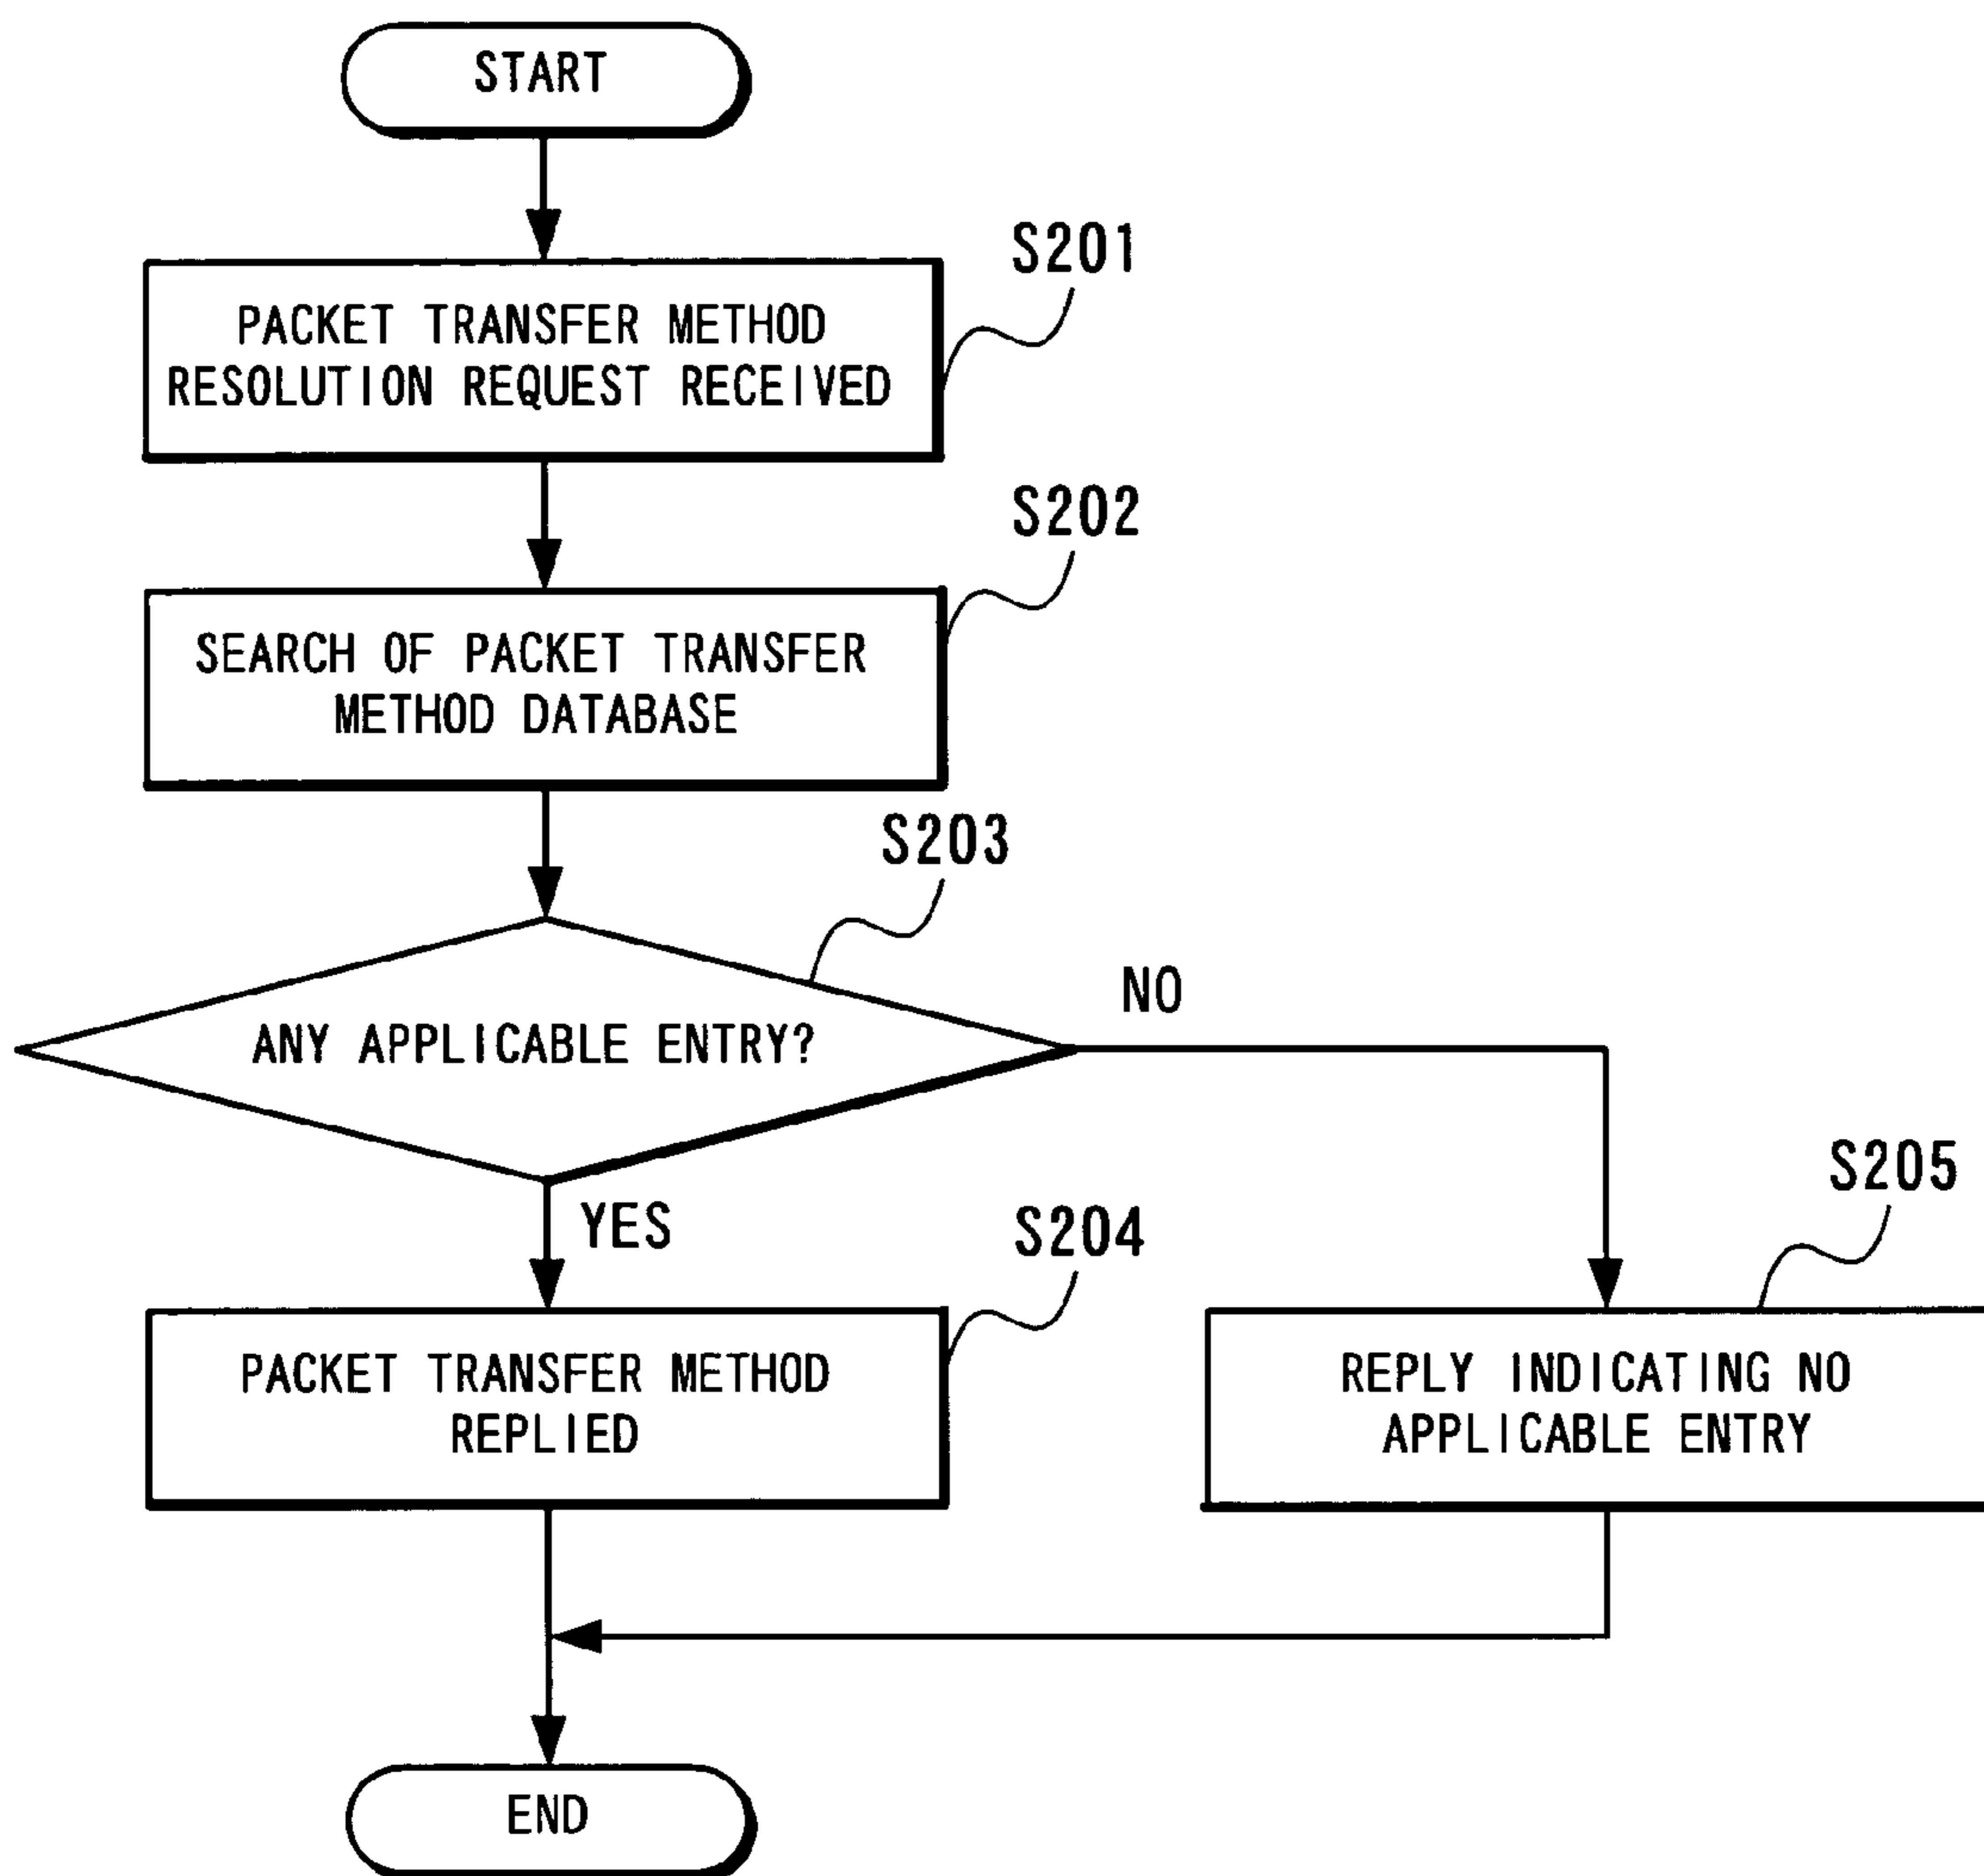 START
S201
PACKET TRANSFER METHOD
RESOLUTION REQUEST RECEIVED
S202
SEARCH OF PACKET TRANSFER
METHOD DATABASE
S203
ANY APPLICABLE ENTRY?
NO
YES
S204
S205
PACKET TRANSFER METHOD
REPLIED
REPLY INDICATING NO
APPLICABLE ENTRY
END